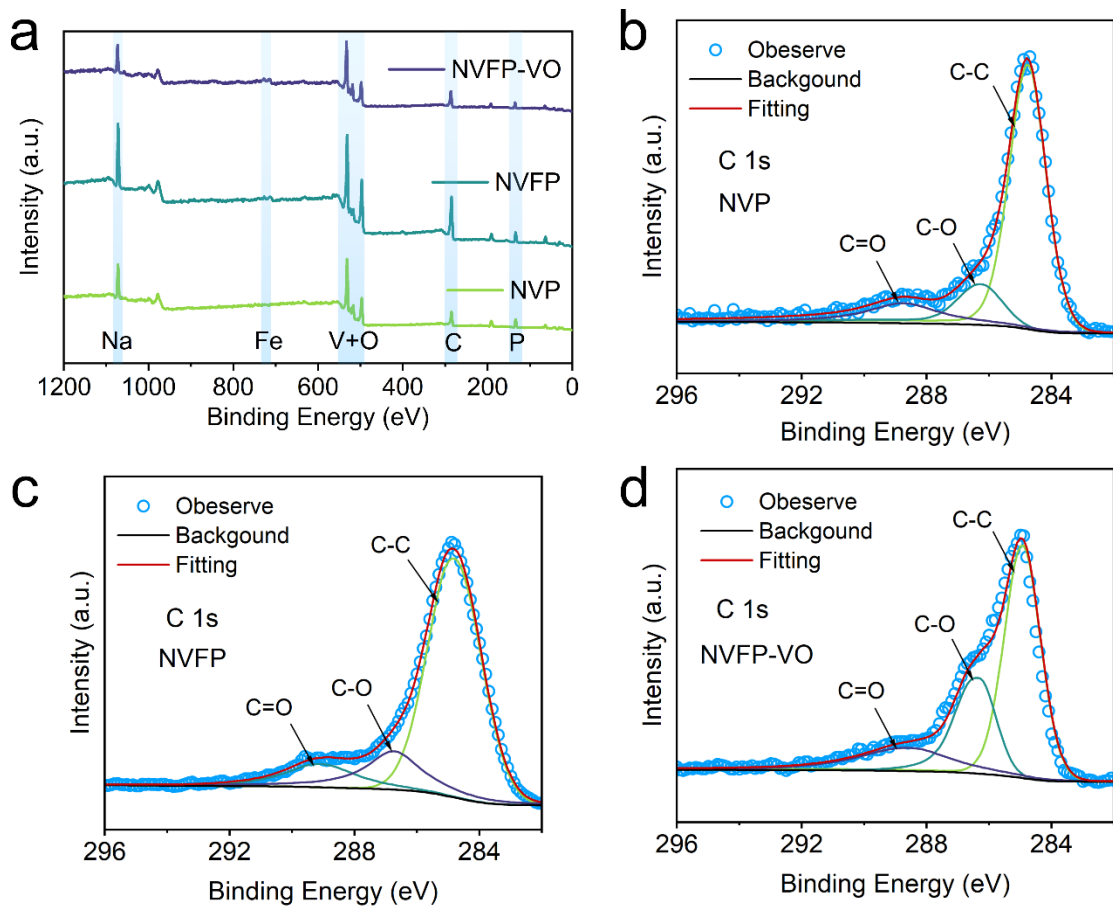 a
NVFP-VO
NVFP
NVP
Na
Fe
V+O
C
P
1200 1000 800 600 400 200 0
Binding Energy (eV)
Intensity (a.u.)
b
Obeserve
Backgound
Fitting
C-C
C 1s
NVP
C-O
C=O
296 292 288 284
Binding Energy (eV)
Intensity (a.u.)
c
Obeserve
Backgound
Fitting
C-C
C 1s
NVFP
C-O
C=O
296 292 288 284
Binding Energy (eV)
Intensity (a.u.)
d
Obeserve
Backgound
Fitting
C-C
C 1s
NVFP-VO
C-O
C=O
296 292 288 284
Binding Energy (eV)
Intensity (a.u.)